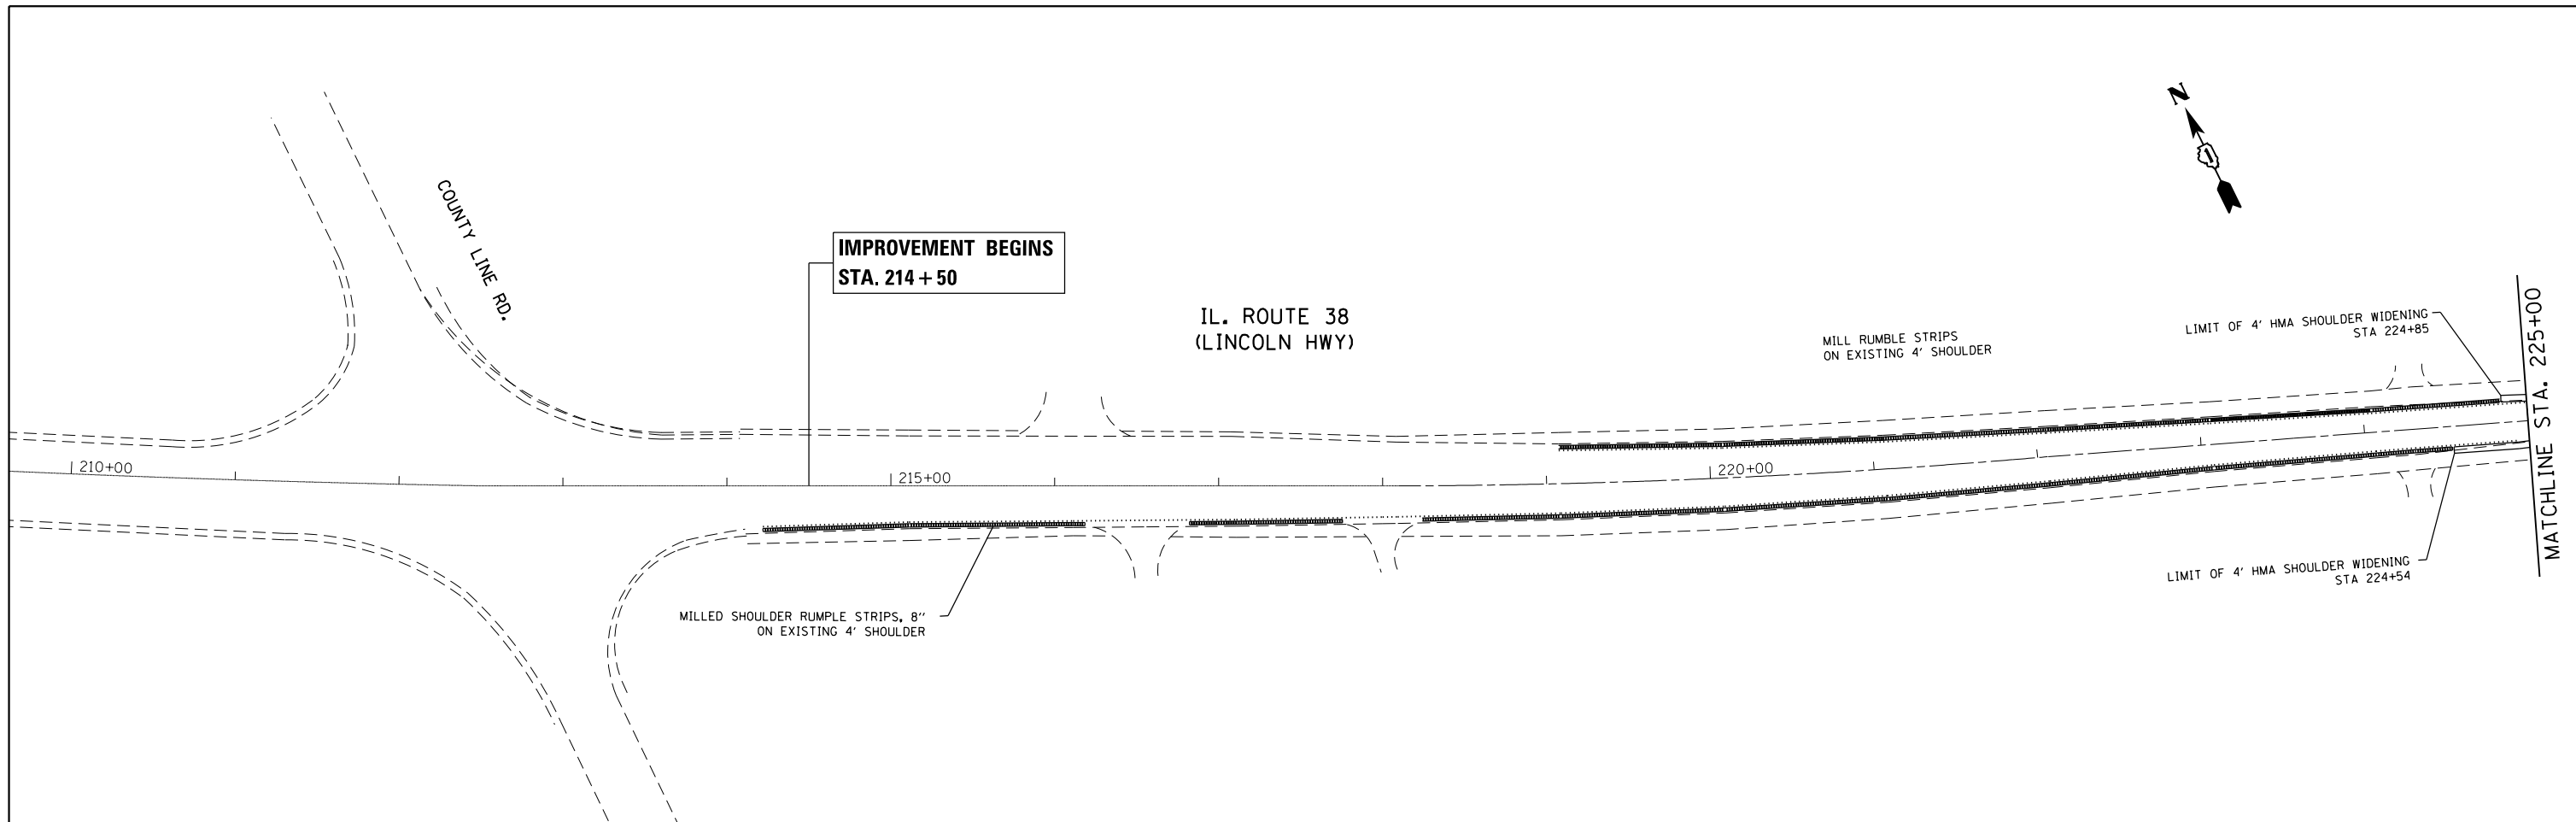 N
COUNTY LINE RD.
IMPROVEMENT BEGINS
STA. 214+50
IL. ROUTE 38
(LINCOLN HWY)
MILL RUMBLE STRIPS
ON EXISTING 4' SHOULDER
LIMIT OF 4' HMA SHOULDER WIDENING
STA 224+85
MATCHLINE STA. 225+00
210+00
215+00
220+00
MILLED SHOULDER RUMPLE STRIPS, 8''
ON EXISTING 4' SHOULDER
LIMIT OF 4' HMA SHOULDER WIDENING
STA 224+54